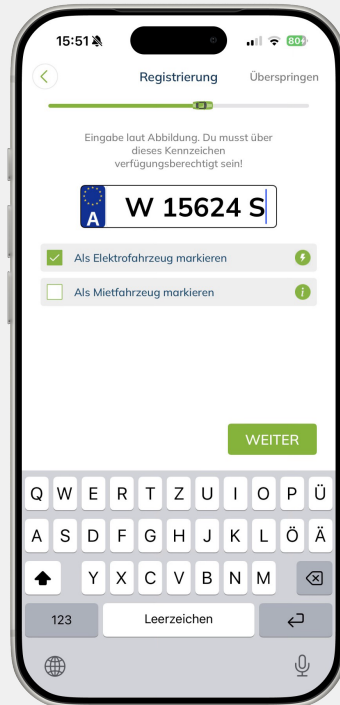 15:51
80
Registrierung
Überspringen
Eingabe laut Abbildung. Du musst über
dieses Kennzeichen
verfügungsberechtigt sein!
A
W 15624 S
Als Elektrofahrzeug markieren
Als Mietfahrzeug markieren
i
WEITER
Q W E R T Z U I O P Ü
A S D F G H J K L Ö Ä
Y X C V B N M
123 Leerzeichen